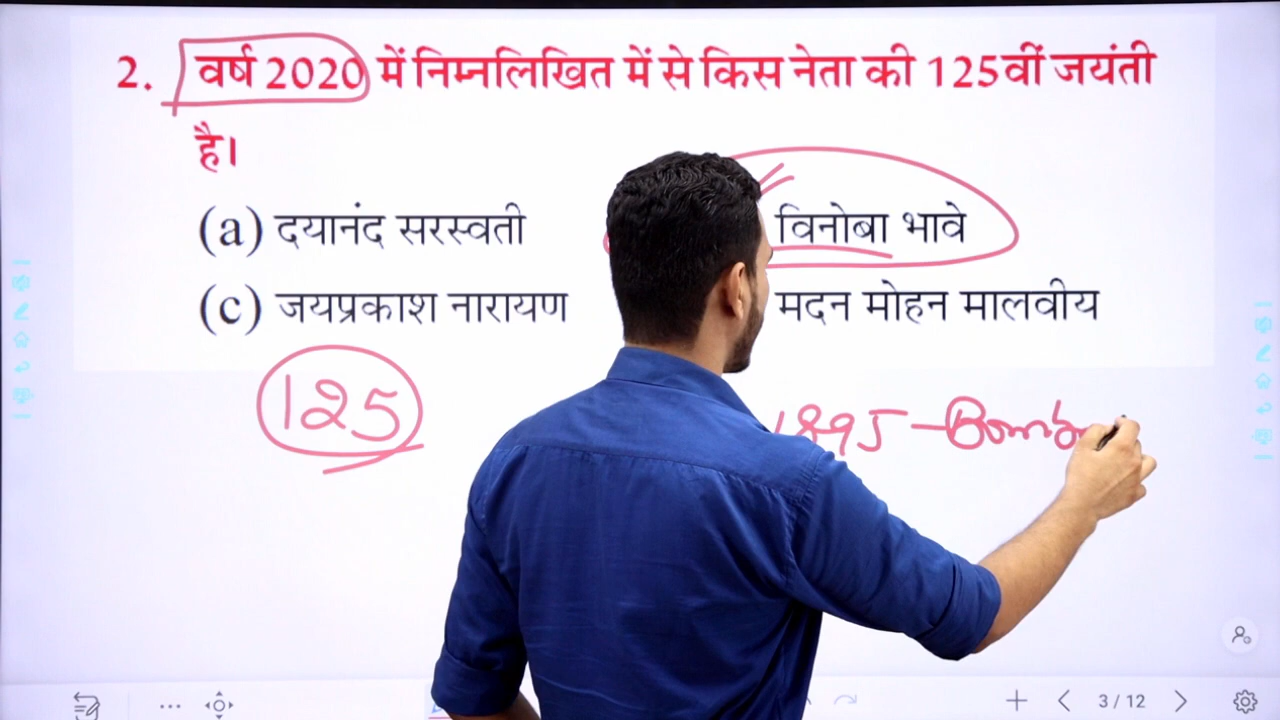 2. वर्ष 2020 में निम्नलिखित में से किस नेता की 125वीं जयंती
है।
(a) दयानंद सरस्वती विनोबा भावे
(c) जयप्रकाश नारायण मदन मोहन मालवीय
125 1895 - Bomb
3 / 12